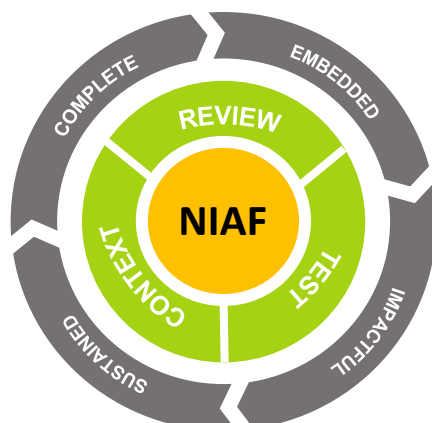 COMPLETE
EMBEDDED
REVIEW
NIAF
CONTEXT
TEST
SUSTAINED
IMPACTFUL